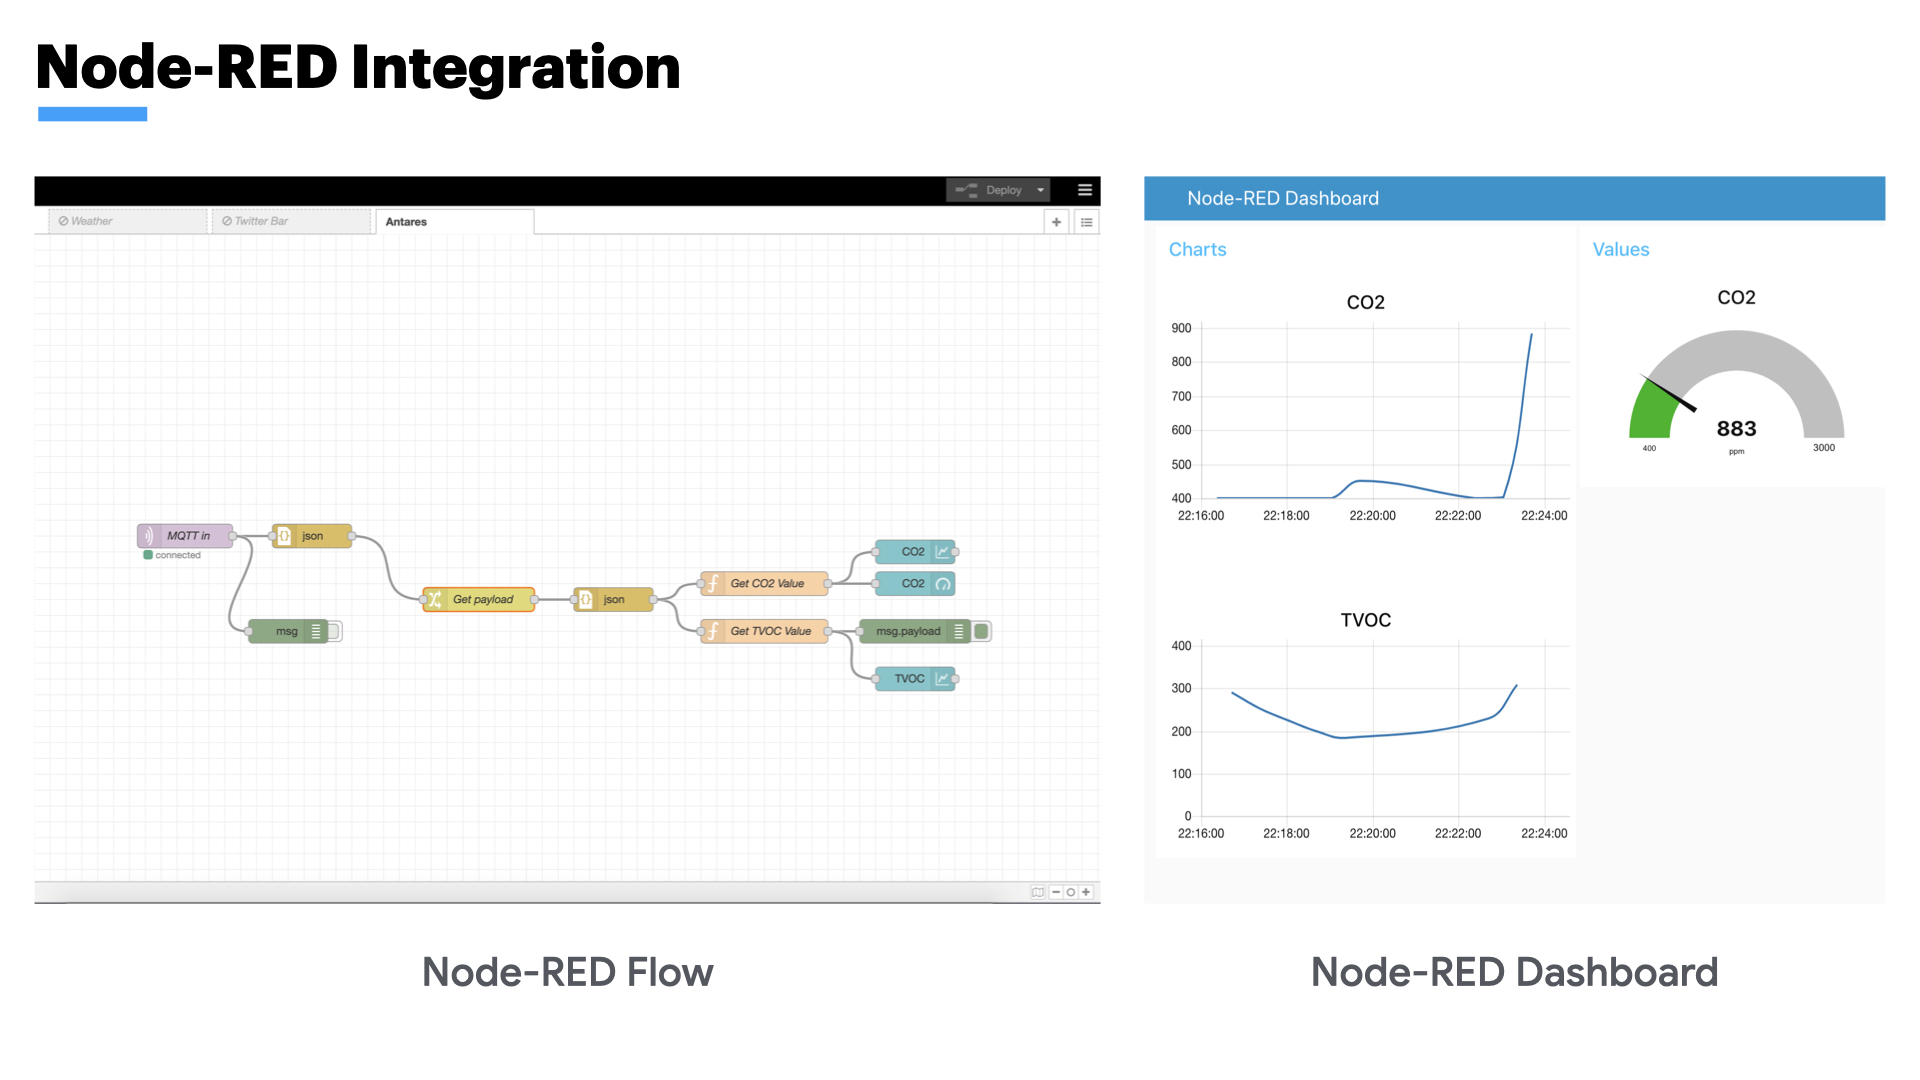 Node-RED Integration
Deploy
Weather
Twitter Bar
Antares
MQTT in
connected
json
msg
Get payload
json
Get CO2 Value
Get TVOC Value
CO2
CO2
msg.payload
TVOC
Node-RED Flow
Node-RED Dashboard
Charts
CO2
900
800
700
600
500
400
22:16:00 22:18:00 22:20:00 22:22:00 22:24:00
TVOC
400
300
200
100
0
22:16:00 22:18:00 22:20:00 22:22:00 22:24:00
Values
CO2
883
ppm
400
3000
Node-RED Dashboard